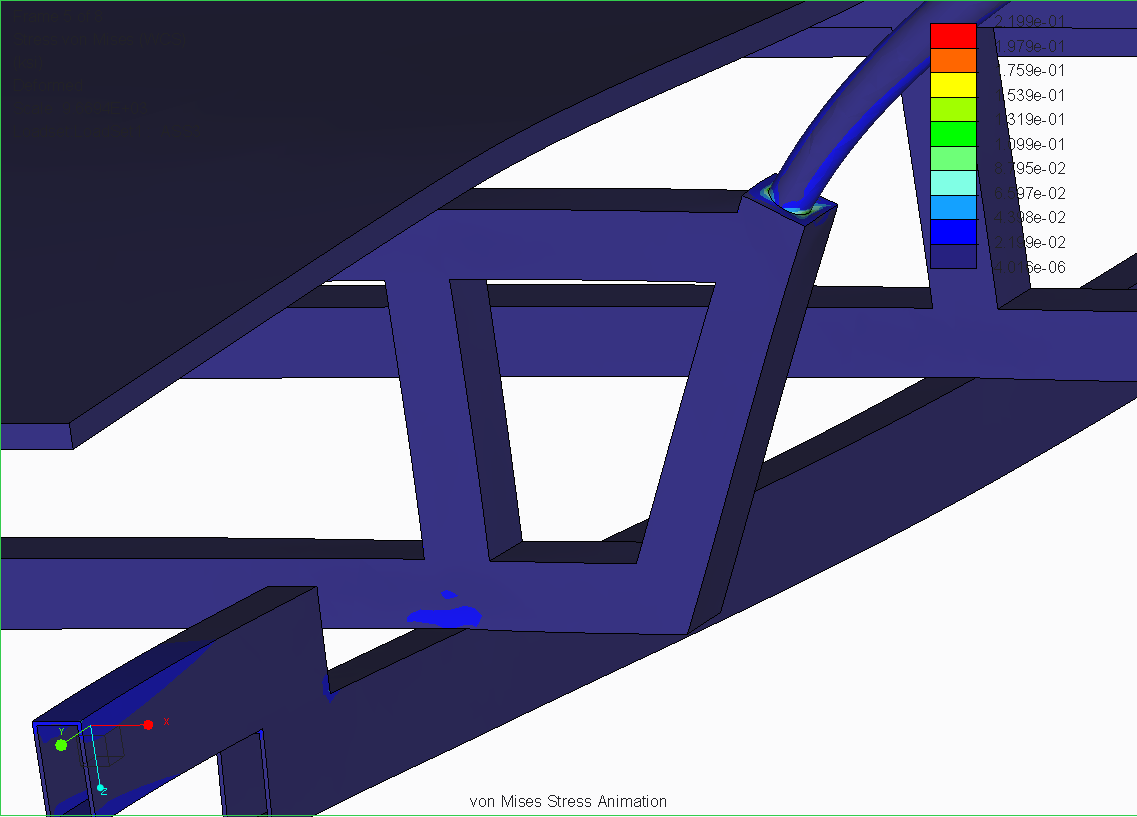 2.199e-01
1.979e-01
1.759e-01
1.539e-01
1.319e-01
1.099e-01
8.795e-02
6.597e-02
4.398e-02
2.199e-02
4.016e-06
X
Y
Z
von Mises Stress Animation